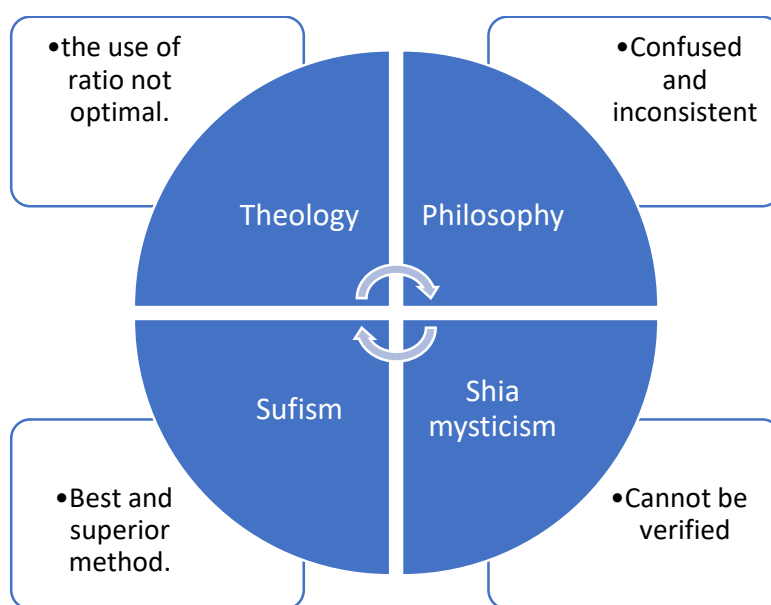 •the use of
ratio not
optimal.
•Confused
and
inconsistent
Theology
Philosophy
Sufism
Shia
mysticism
•Best and
superior
method.
•Cannot be
verified